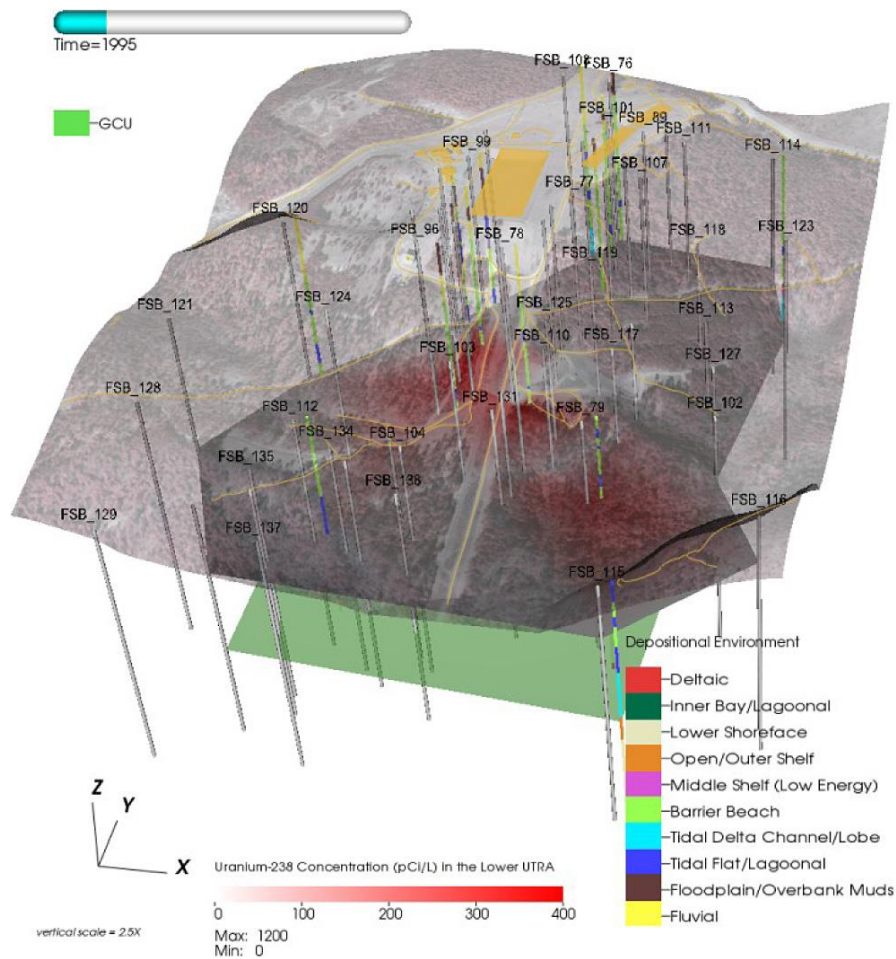 Time=1995
GCU
FSB_108
FSB_76
FSB_101
FSB_89
FSB_111
FSB_99
FSB_114
FSB_107
FSB_77
FSB_120
FSB_96
FSB_78
FSB_118
FSB_123
FSB_119
FSB_121
FSB_124
FSB_125
FSB_113
FSB_110
FSB_117
FSB_103
FSB_127
FSB_128
FSB_131
FSB_79
FSB_102
FSB_112
FSB_134
FSB_104
FSB_135
FSB_138
FSB_116
FSB_129
FSB_137
FSB_115
Depositional Environment
Deltaic
Inner Bay/Lagoonal
Lower Shoreface
Open/Outer Shelf
Middle Shelf (Low Energy)
Barrier Beach
Tidal Delta Channel/Lobe
Tidal Flat/Lagoonal
Floodplain/Overbank Muds
Fluvial
Z
Y
X
vertical scale = 2.5X
Uranium-238 Concentration (pCi/L) in the Lower UTRA
0 100 200 300 400
Max: 1200
Min: 0